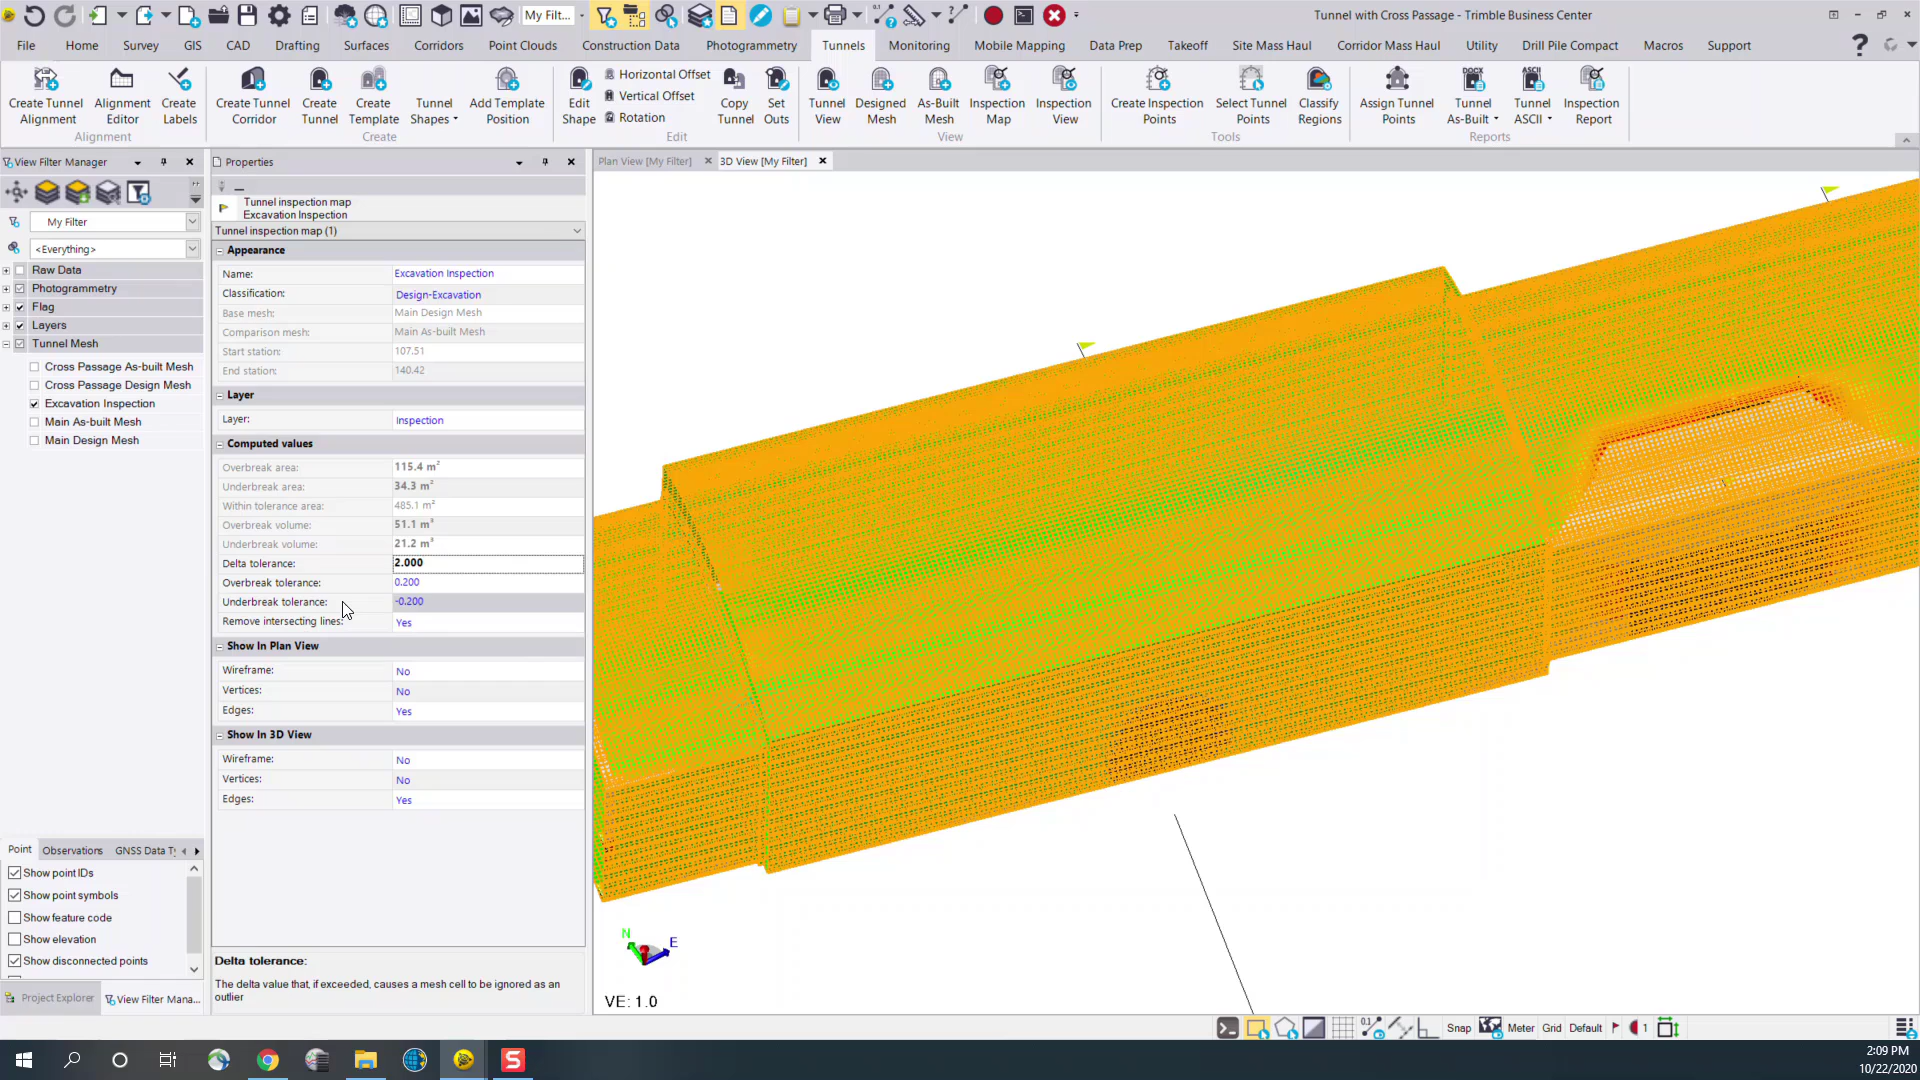 My Filt...
Tunnel with Cross Passage - Trimble Business Center
File Home Survey GIS CAD Drafting Surfaces Corridors Point Clouds Construction Data Photogrammetry Tunnels Monitoring Mobile Mapping Data Prep Takeoff Site Mass Haul Corridor Mass Haul Utility Drill Pile Compact Macros Support
Create Tunnel Alignment
Alignment Editor
Create Labels
Alignment
Create Tunnel Corridor
Create Tunnel
Create Template
Tunnel Shapes
Add Template Position
Create
Edit Shape
Horizontal Offset
Vertical Offset
Rotation
Copy Tunnel
Set Outs
Edit
Tunnel View
Designed Mesh
As-Built Mesh
Inspection Map
Inspection View
View
Create Inspection Points
Select Tunnel Points
Classify Regions
Tools
Assign Tunnel Points
DOCX
Tunnel As-Built
ASCII
Tunnel ASCII
Inspection Report
Reports
View Filter Manager
My Filter
<Everything>
Raw Data
Photogrammetry
Flag
Layers
Tunnel Mesh
Cross Passage As-built Mesh
Cross Passage Design Mesh
Excavation Inspection
Main As-built Mesh
Main Design Mesh
Point Observations GNSS Data Ty
Show point IDs
Show point symbols
Show feature code
Show elevation
Show disconnected points
Project Explorer View Filter Mana...
Properties
Tunnel inspection map
Excavation Inspection
Tunnel inspection map (1)
Appearance
Name: Excavation Inspection
Classification: Design-Excavation
Base mesh: Main Design Mesh
Comparison mesh: Main As-built Mesh
Start station: 107.51
End station: 140.42
Layer
Layer: Inspection
Computed values
Overbreak area: 115.4 m²
Underbreak area: 34.3 m²
Within tolerance area: 485.1 m²
Overbreak volume: 51.1 m³
Underbreak volume: 21.2 m³
Delta tolerance: 2.000
Overbreak tolerance: 0.200
Underbreak tolerance: -0.200
Remove intersecting lines: Yes
Show In Plan View
Wireframe: No
Vertices: No
Edges: Yes
Show In 3D View
Wireframe: No
Vertices: No
Edges: Yes
Delta tolerance:
The delta value that, if exceeded, causes a mesh cell to be ignored as an
outlier
Plan View [My Filter] 3D View [My Filter]
N
E
VE: 1.0
Snap Meter Grid Default 1
2:09 PM
10/22/2020